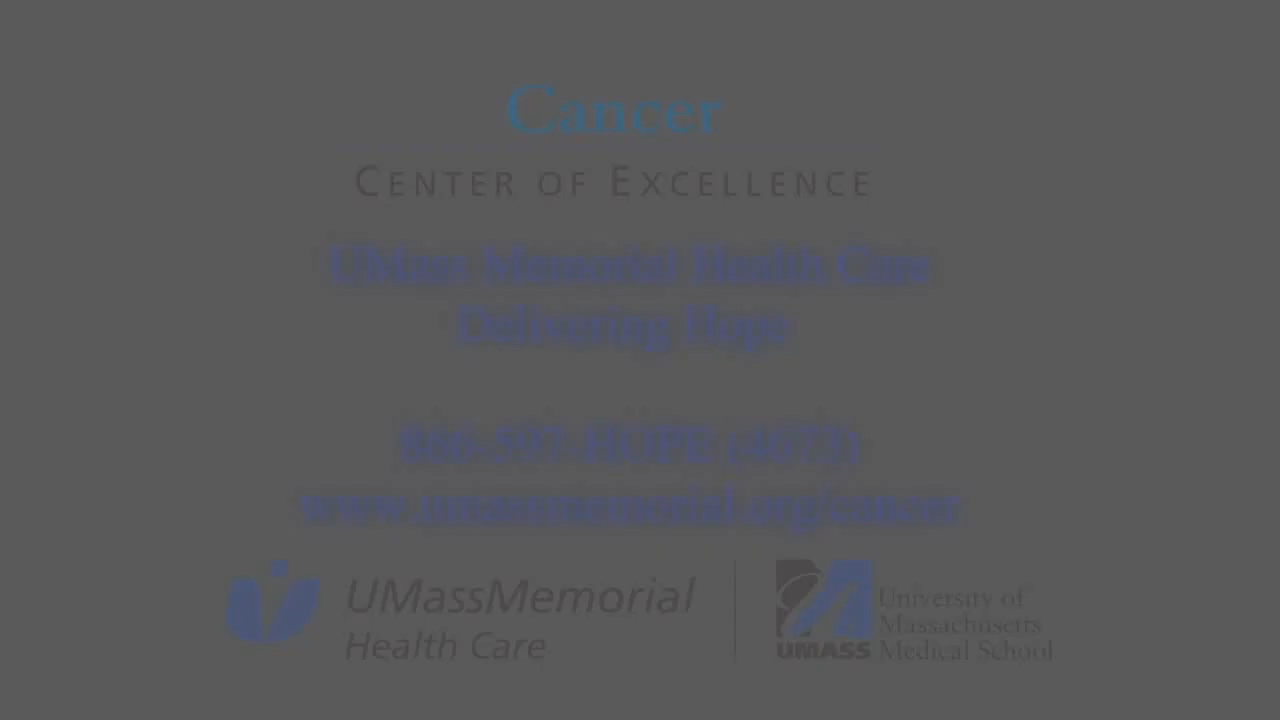 Cancer
CENTER OF EXCELLENCE
UMass Memorial Health Care
Delivering Hope
866-597-HOPE (4673)
www.umassmemorial.org/cancer
UMassMemorial
Health Care
UMASS
University of
Massachusetts
Medical School